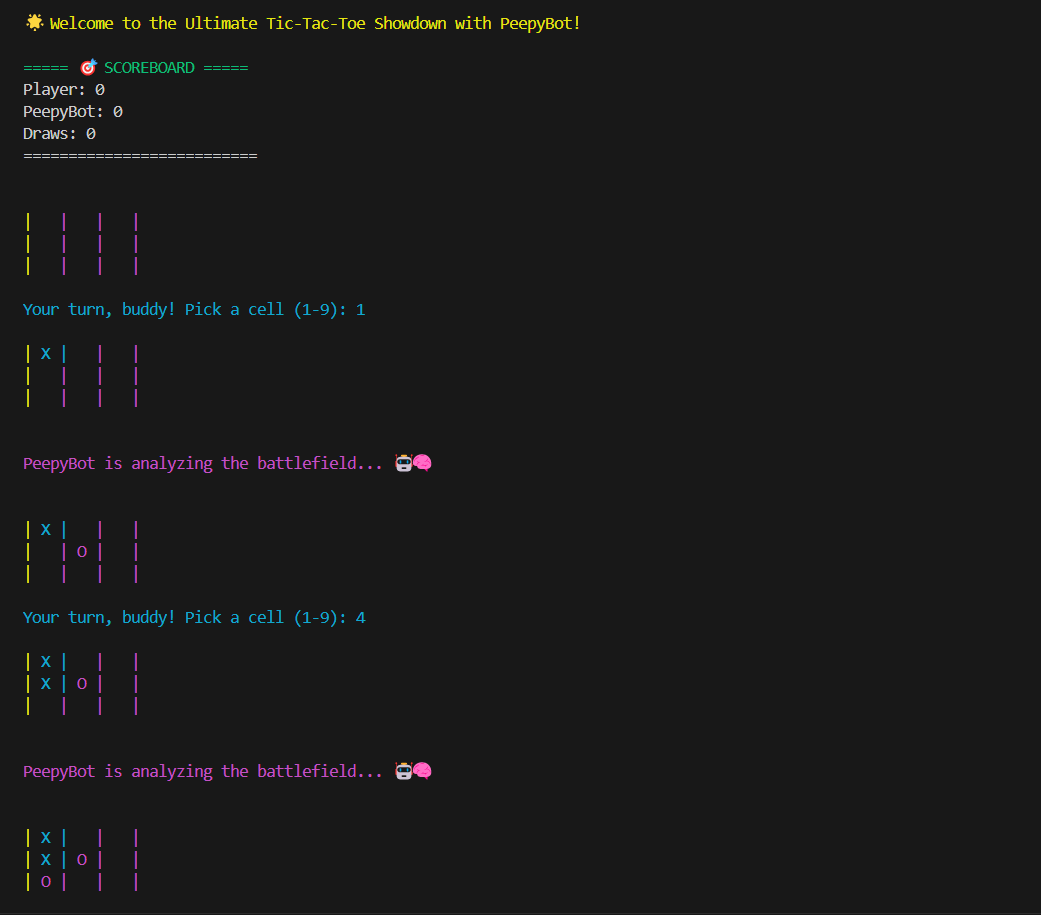 🌟 Welcome to the Ultimate Tic-Tac-Toe Showdown with PeepyBot!
===== 🎯 SCOREBOARD =====
Player: 0
PeepyBot: 0
Draws: 0
==========================
|   |   |   |
|   |   |   |
|   |   |   |
Your turn, buddy! Pick a cell (1-9): 1
| X |   |   |
|   |   |   |
|   |   |   |
PeepyBot is analyzing the battlefield... 🤖🧠
| X |   |   |
|   | O |   |
|   |   |   |
Your turn, buddy! Pick a cell (1-9): 4
| X |   |   |
| X | O |   |
|   |   |   |
PeepyBot is analyzing the battlefield... 🤖🧠
| X |   |   |
| X | O |   |
| O |   |   |